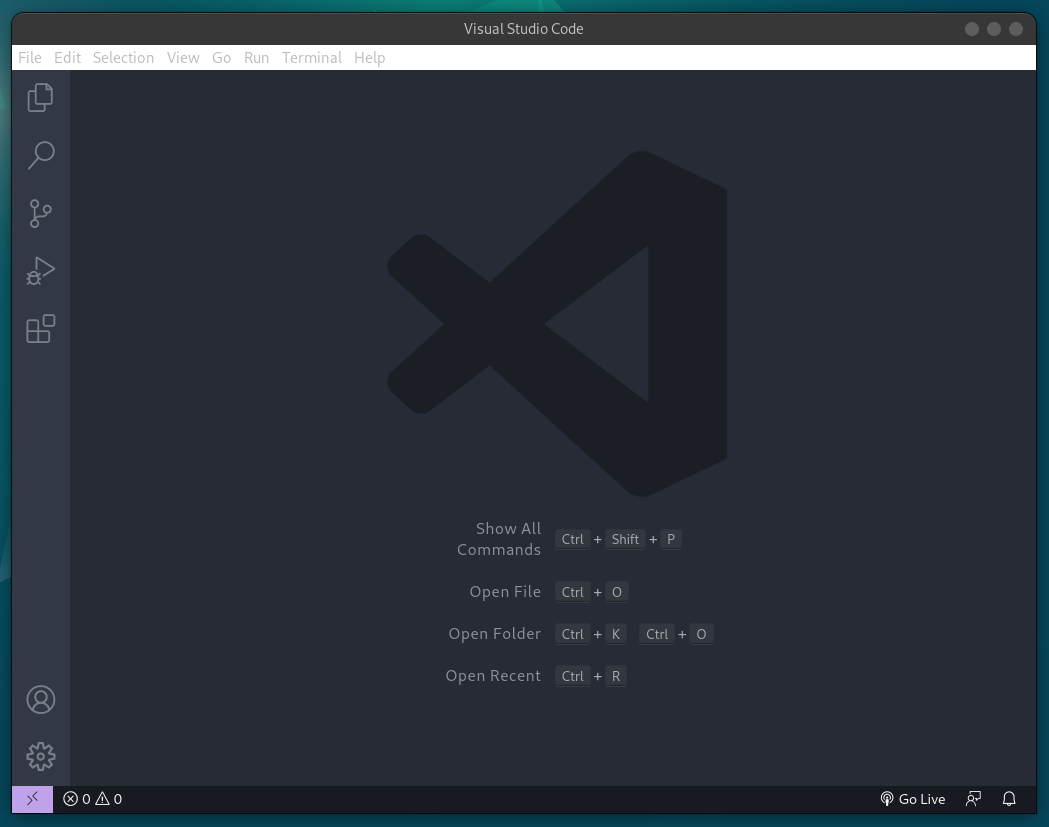 Visual Studio Code
File Edit Selection View Go Run Terminal Help
Show All
Commands
Ctrl + Shift + P
Open File Ctrl + O
Open Folder Ctrl + K Ctrl + O
Open Recent Ctrl + R
0 0 Go Live